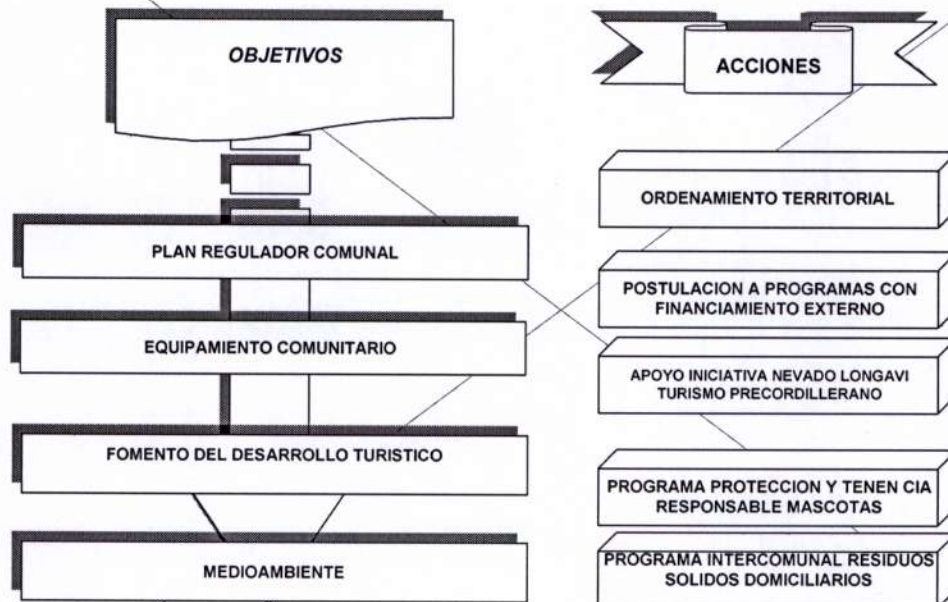 OBJETIVOS
PLAN REGULADOR COMUNAL
EQUIPAMIENTO COMUNITARIO
FOMENTO DEL DESARROLLO TURISTICO
MEDIOAMBIENTE
ACCIONES
ORDENAMIENTO TERRITORIAL
POSTULACION A PROGRAMAS CON
FINANCIAMIENTO EXTERNO
APOYO INICIATIVA NEVADO LONGAVI
TURISMO PRECORDILLERANO
PROGRAMA PROTECCION Y TENEN CIA
RESPONSABLE MASCOTAS
PROGRAMA INTERCOMUNAL RESIDUOS
SOLIDOS DOMICILIARIOS